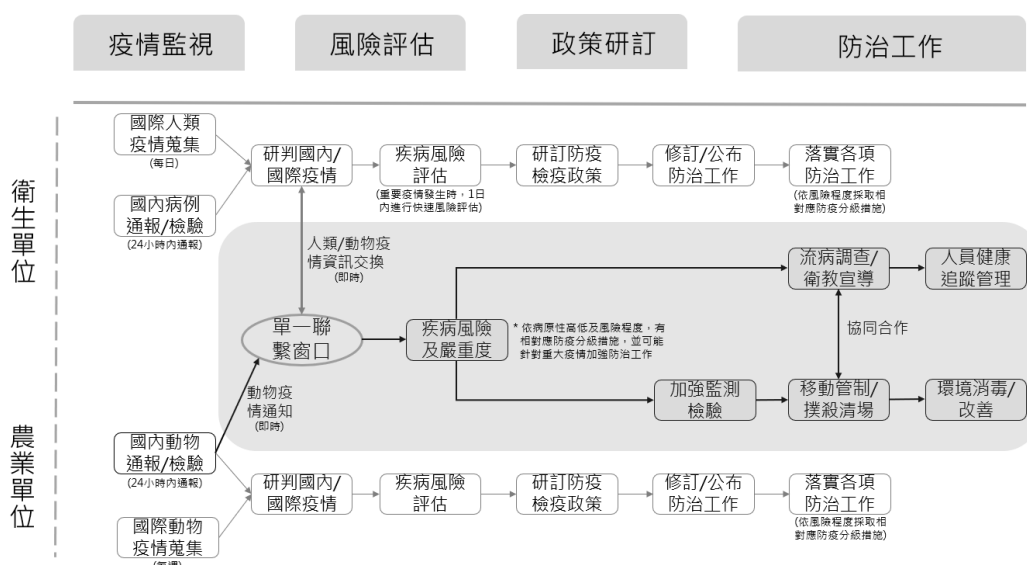 疫情監視
風險評估
政策研訂
防治工作
衛生單位
國際人類
疫情蒐集
(每日)
國內病例
通報/檢驗
(24小時內通報)
研判國內/
國際疫情
疾病風險
評估
(重要疫情發生時，1日
內進行快速風險評估)
研訂防疫
檢疫政策
修訂/公布
防治工作
落實各項
防治工作
(依風險程度採取相
對應防疫分級措施)
人類/動物疫
情資訊交換
(即時)
單一聯
繫窗口
疾病風險
及嚴重度
* 依病原性高低及風險程度，有
相對應防疫分級措施，並可能
針對重大疫情加強防治工作
流病調查/
衛教宣導
人員健康
追蹤管理
協同合作
加強監測
檢驗
移動管制/
撲殺清場
環境消毒/
改善
動物疫
情通知
(即時)
農業單位
國內動物
通報/檢驗
(24小時內通報)
國際動物
疫情蒐集
研判國內/
國際疫情
疾病風險
評估
研訂防疫
檢疫政策
修訂/公布
防治工作
落實各項
防治工作
(依風險程度採取相
對應防疫分級措施)